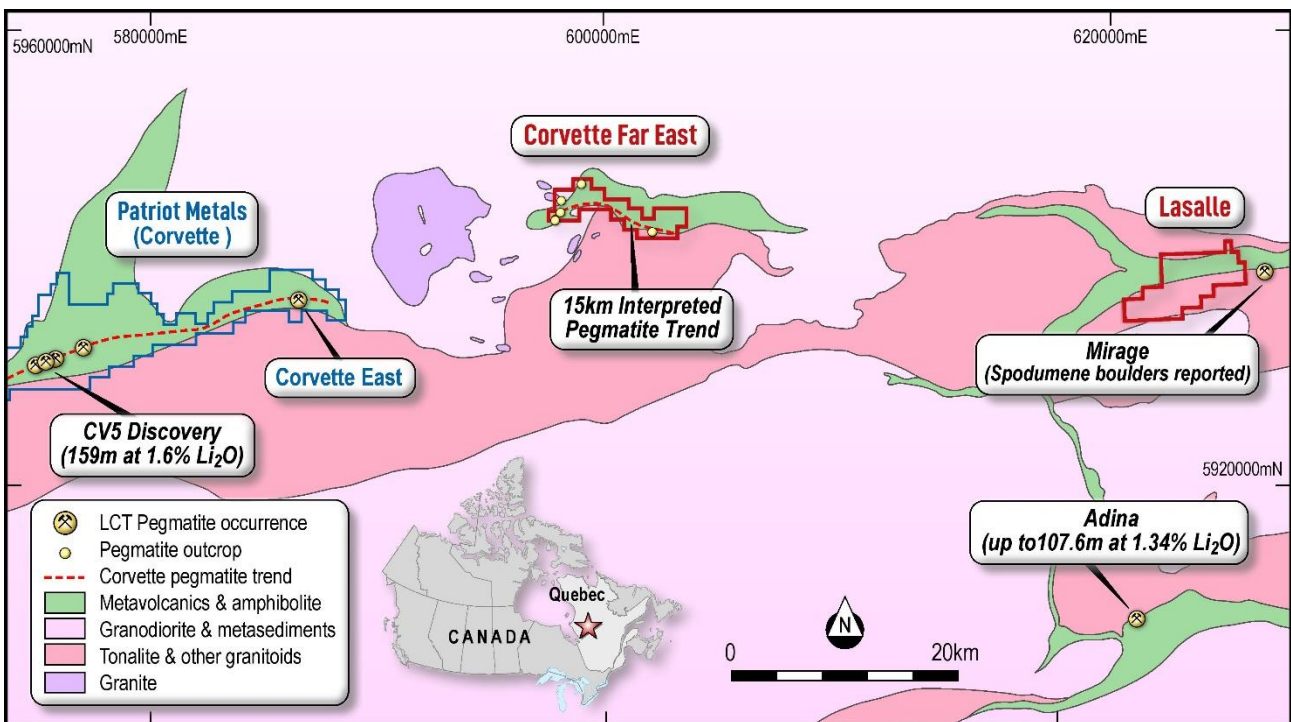 5960000mN
580000mE
600000mE
620000mE
Corvette Far East
Patriot Metals
(Corvette )
Lasalle
15km Interpreted
Pegmatite Trend
Corvette East
Mirage
(Spodumene boulders reported)
CV5 Discovery
(159m at 1.6% Li₂O)
5920000mN
Adina
(up to107.6m at 1.34% Li₂O)
LCT Pegmatite occurrence
Pegmatite outcrop
Corvette pegmatite trend
Metavolcanics & amphibolite
Granodiorite & metasediments
Tonalite & other granitoids
Granite
Quebec
CANADA
N
0 20km